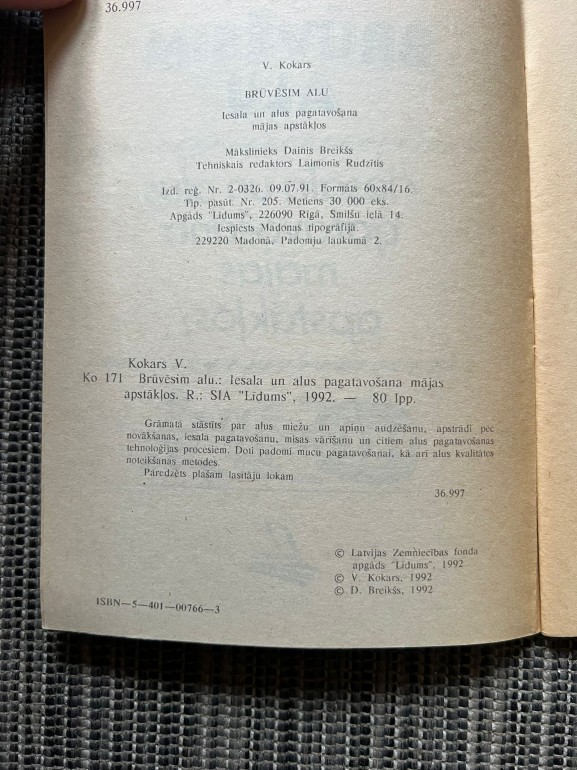 36.997
V. Kokars
BRŪVĒSIM ALU
Iesala un alus pagatavošana
mājas apstākļos
Mākslinieks Dainis Breikšs
Tehniskais redaktors Laimonis Rudzītis
Izd. reģ. Nr. 2-0326. 09.07.91. Formāts 60x84/16.
Tip. pasūt. Nr. 205. Metiens 30 000 eks.
Apgāds "Līdums", 226090 Rīgā, Smilšu ielā 14.
Iespiests Madonas tipogrāfijā.
229220 Madonā, Padomju laukumā 2.
Kokars V.
Ko 171 Brūvēsim alu.: Iesala un alus pagatavošana mājas
apstākļos. R.: SIA "Līdums", 1992. — 80 lpp.
Grāmatā stāstīts par alus miežu un apiņu audzēšanu, apstrādi pēc
novākšanas, iesala pagatavošanu, misas vārīšanu un citiem alus pagatavošanas
tehnoloģijas procesiem. Doti padomi mucu pagatavošanai, kā arī alus kvalitātes
noteikšanas metodes.
Paredzēts plašam lasītāju lokam
36.997
© Latvijas Zemniecības fonda
apgāds "Līdums", 1992
© V. Kokars, 1992
© D. Breikšs, 1992
ISBN—5—401—00766—3